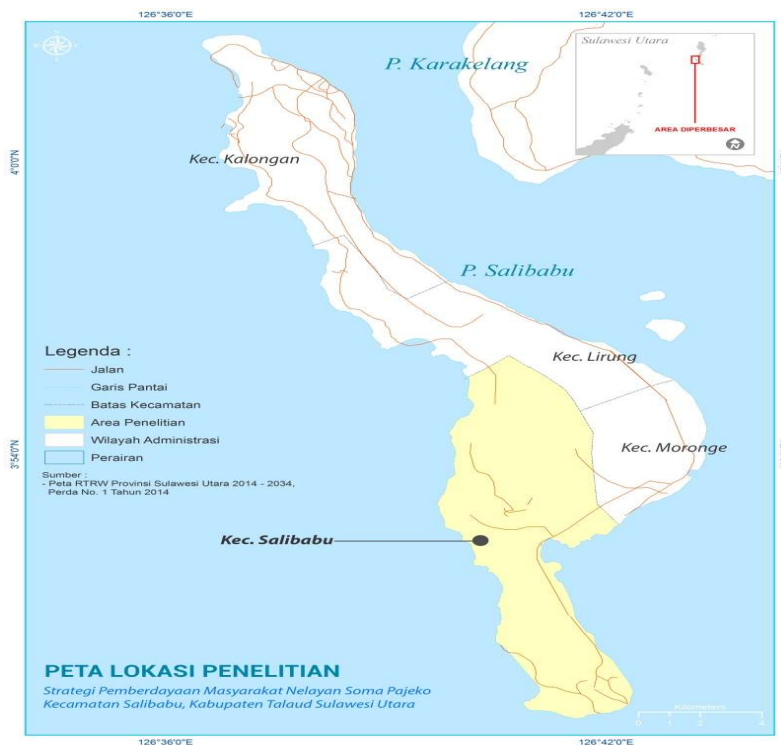 126°36'0"E
126°42'0"E
Sulawesi Utara
AREA DIPERBESAR
P. Karakelang
4°0'0"N
Kec. Kalongan
P. Salibabu
Legenda :
Jalan
Garis Pantai
Batas Kecamatan
Area Penelitian
Wilayah Administrasi
Perairan
Sumber :
- Peta RTRW Provinsi Sulawesi Utara 2014 - 2034,
Perda No. 1 Tahun 2014
Kec. Lirung
Kec. Moronge
3°54'0"N
Kec. Salibabu
PETA LOKASI PENELITIAN
Strategi Pemberdayaan Masyarakat Nelayan Soma Pajeko
Kecamatan Salibabu, Kabupaten Talaud Sulawesi Utara
Kilometers
0 1 2 4
126°36'0"E
126°42'0"E